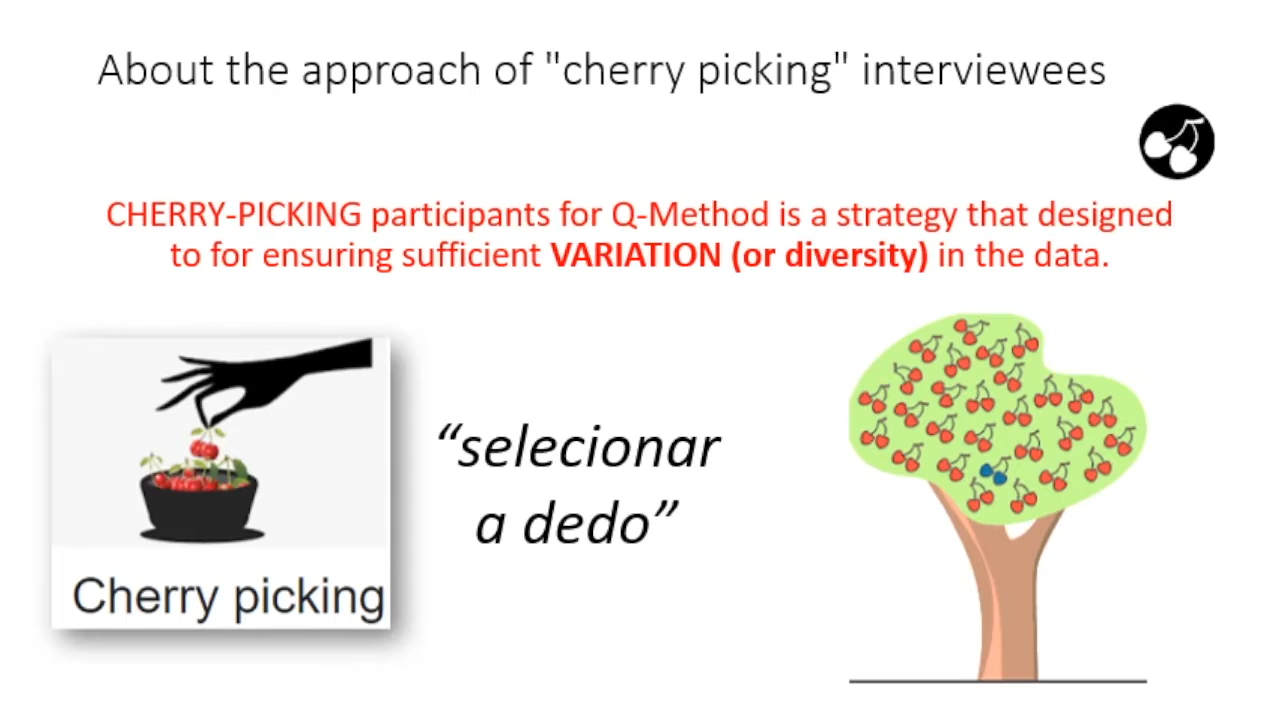 About the approach of "cherry picking" interviewees
CHERRY-PICKING participants for Q-Method is a strategy that designed
to for ensuring sufficient VARIATION (or diversity) in the data.
“selecionar
a dedo”
Cherry picking